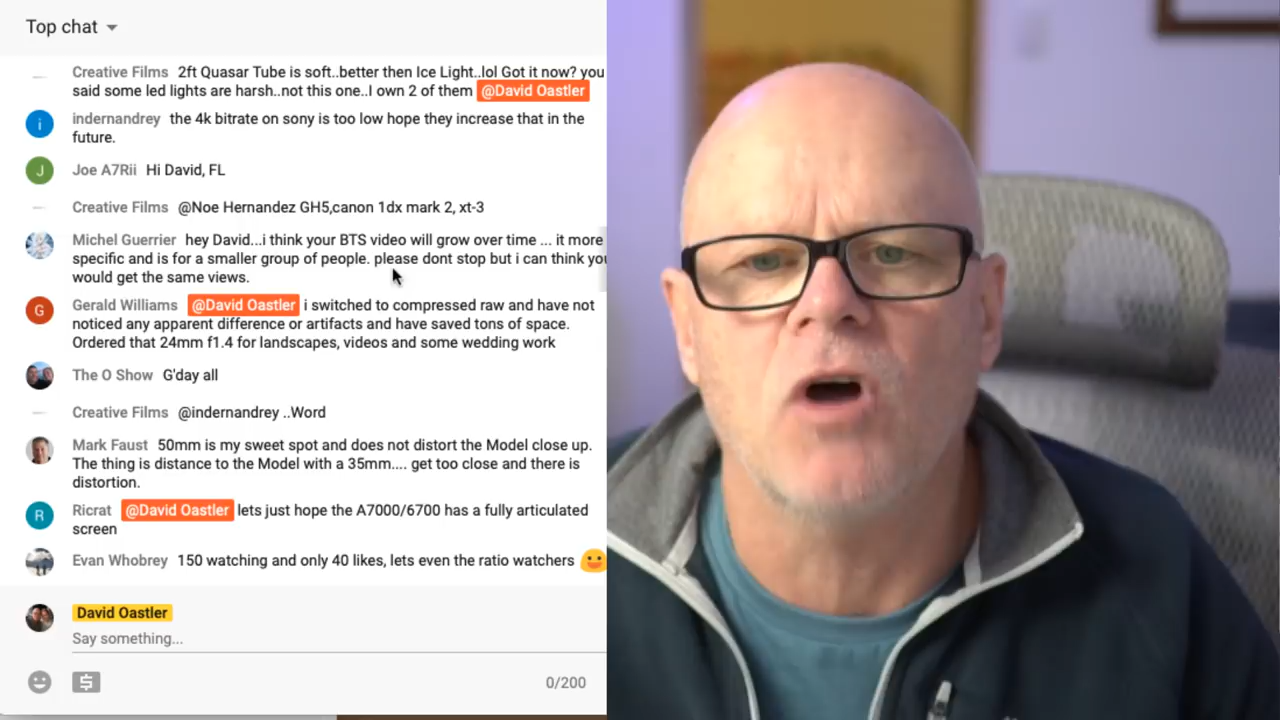 Top chat
Creative Films 2ft Quasar Tube is soft..better then Ice Light..lol Got it now? you
said some led lights are harsh..not this one..I own 2 of them @David Oastler
i
indernandrey the 4k bitrate on sony is too low hope they increase that in the
future.
J
Joe A7Rii Hi David, FL
Creative Films @Noe Hernandez GH5,canon 1dx mark 2, xt-3
Michel Guerrier hey David...i think your BTS video will grow over time ... it more
specific and is for a smaller group of people. please dont stop but i can think you
would get the same views.
G
Gerald Williams @David Oastler i switched to compressed raw and have not
noticed any apparent difference or artifacts and have saved tons of space.
Ordered that 24mm f1.4 for landscapes, videos and some wedding work
The O Show G'day all
Creative Films @indernandrey ..Word
Mark Faust 50mm is my sweet spot and does not distort the Model close up.
The thing is distance to the Model with a 35mm.... get too close and there is
distortion.
R
Ricrat @David Oastler lets just hope the A7000/6700 has a fully articulated
screen
Evan Whobrey 150 watching and only 40 likes, lets even the ratio watchers
David Oastler
Say something...
$
0/200